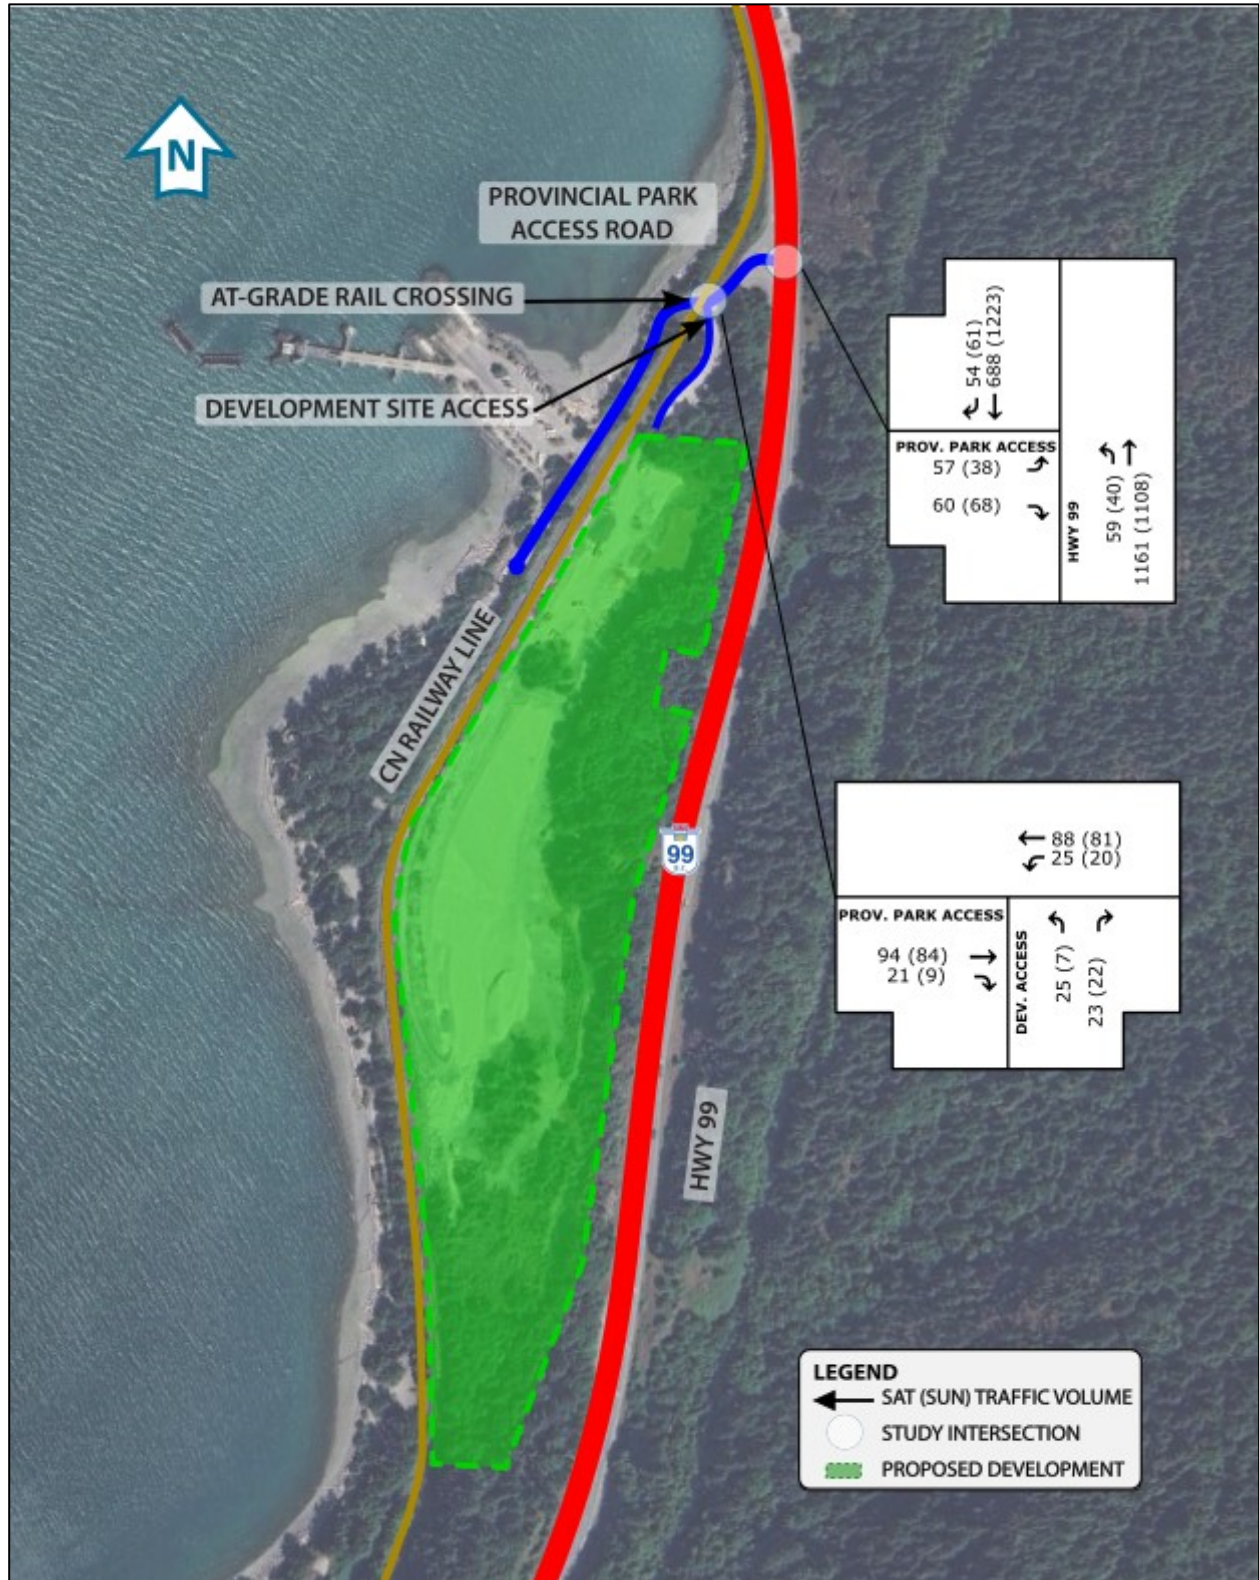 N
PROVINCIAL PARK
ACCESS ROAD
AT-GRADE RAIL CROSSING
DEVELOPMENT SITE ACCESS
54 (61)
688 (1223)
PROV. PARK ACCESS
57 (38)
60 (68)
HWY 99
59 (40)
1161 (1108)
CN RAILWAY LINE
99
88 (81)
25 (20)
PROV. PARK ACCESS
94 (84)
21 (9)
DEV. ACCESS
25 (7)
23 (22)
HWY 99
LEGEND
SAT (SUN) TRAFFIC VOLUME
STUDY INTERSECTION
PROPOSED DEVELOPMENT